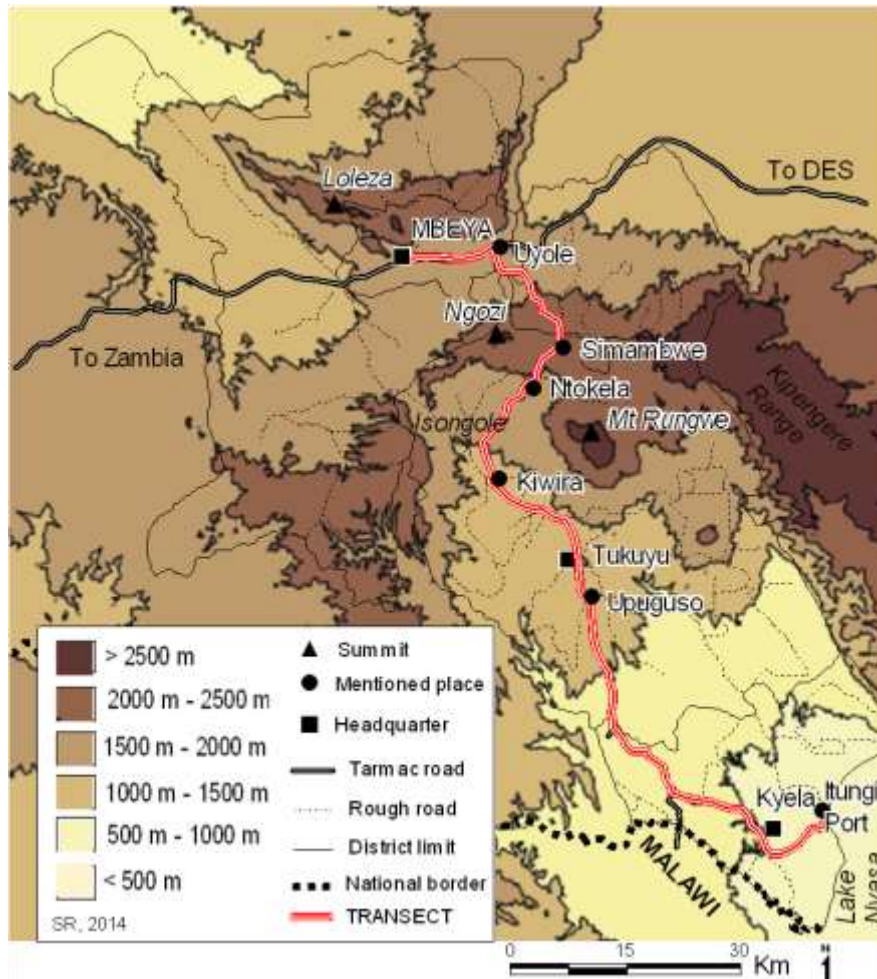 Loleza
To DES
MBEYA
Uyole
Ngozi
To Zambia
Simambwe
Ntokela
Kipengere
Range
Isongole
Mt Rungwe
Kiwira
Tukuyu
Upuguso
> 2500 m
2000 m - 2500 m
1500 m - 2000 m
1000 m - 1500 m
500 m - 1000 m
< 500 m
SR, 2014
Summit
Mentioned place
Headquarter
Tarmac road
Rough road
District limit
National border
TRANSECT
Kyela
Itungi
Port
MALAWI
Lake
Nyasa
0 15 30
Km
N